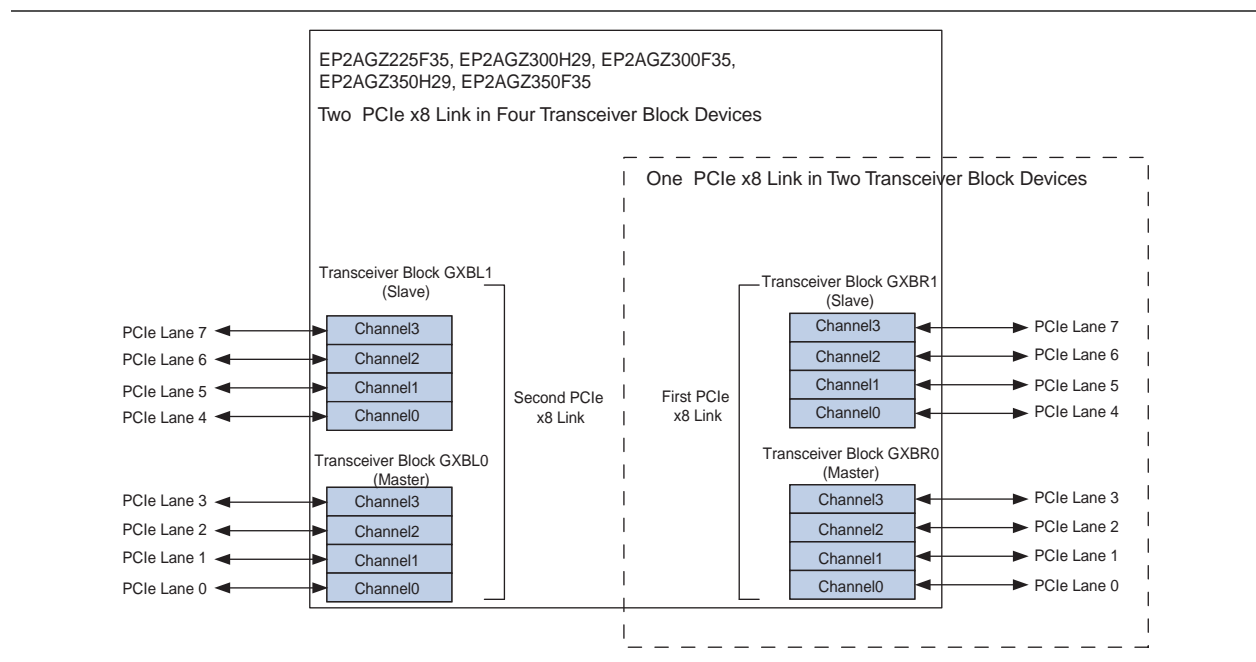 EP2AGZ225F35, EP2AGZ300H29, EP2AGZ300F35,
EP2AGZ350H29, EP2AGZ350F35
Two PCIe x8 Link in Four Transceiver Block Devices
One PCIe x8 Link in Two Transceiver Block Devices
Transceiver Block GXBL1
(Slave)
PCIe Lane 7
Channel3
PCIe Lane 6
Channel2
PCIe Lane 5
Channel1
PCIe Lane 4
Channel0
Transceiver Block GXBL0
(Master)
PCIe Lane 3
Channel3
PCIe Lane 2
Channel2
PCIe Lane 1
Channel1
PCIe Lane 0
Channel0
Second PCIe
x8 Link
First PCIe
x8 Link
Transceiver Block GXBR1
(Slave)
Channel3
PCIe Lane 7
Channel2
PCIe Lane 6
Channel1
PCIe Lane 5
Channel0
PCIe Lane 4
Transceiver Block GXBR0
(Master)
Channel3
PCIe Lane 3
Channel2
PCIe Lane 2
Channel1
PCIe Lane 1
Channel0
PCIe Lane 0